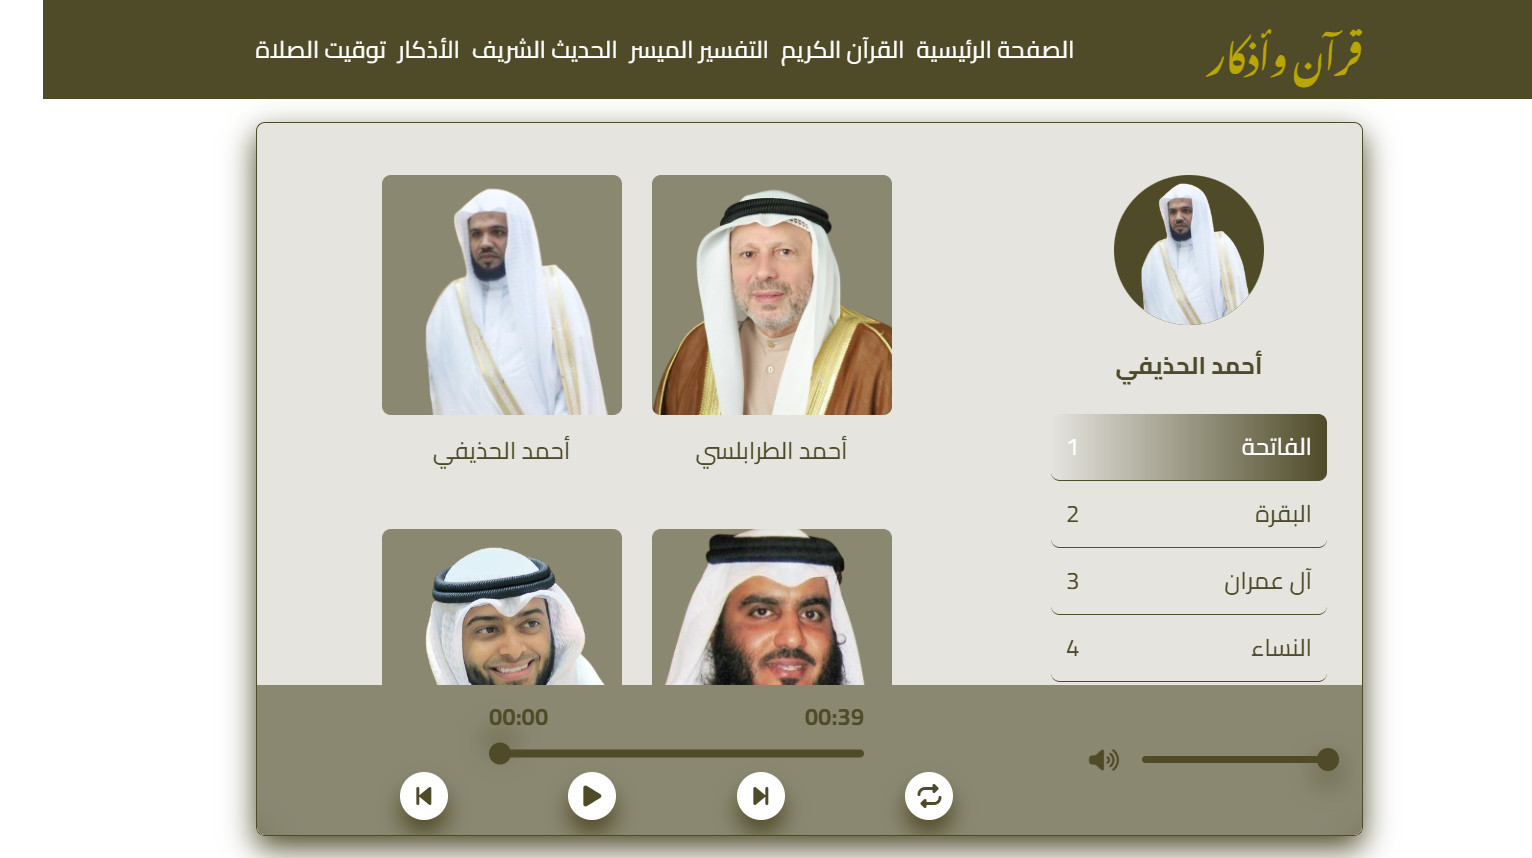 قرآن وأذكار
الصفحة الرئيسية القرآن الكريم التفسير الميسر الحديث الشريف الأذكار توقيت الصلاة
أحمد الحذيفي
الفاتحة 1
البقرة 2
آل عمران 3
النساء 4
أحمد الطرابلسي
أحمد الحذيفي
00:00
00:39